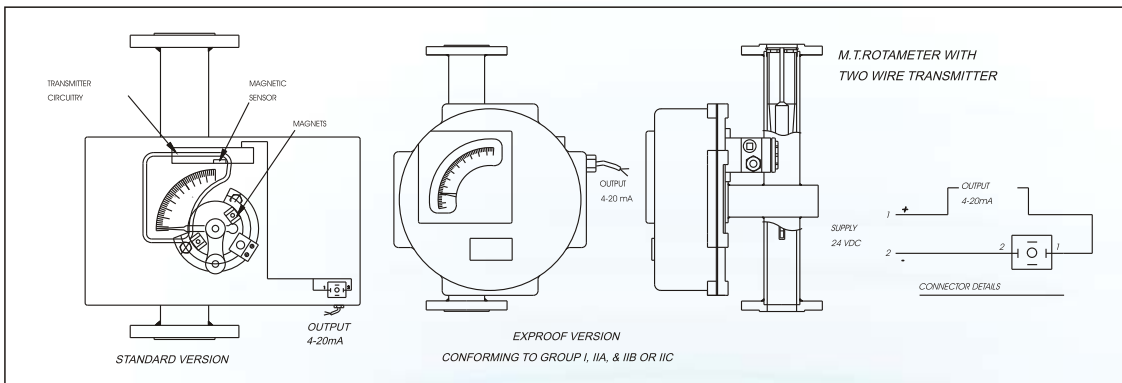 M.T.ROTAMETER WITH
TWO WIRE TRANSMITTER
TRANSMITTER
CIRCUITRY
MAGNETIC
SENSOR
MAGNETS
1 2
OUTPUT
4-20mA
STANDARD VERSION
OUTPUT
4-20 mA
EXPROOF VERSION
CONFORMING TO GROUP I, IIA, & IIB OR IIC
OUTPUT
4-20mA
1 +
SUPPLY
24 VDC
2 -
2 1
CONNECTOR DETAILS